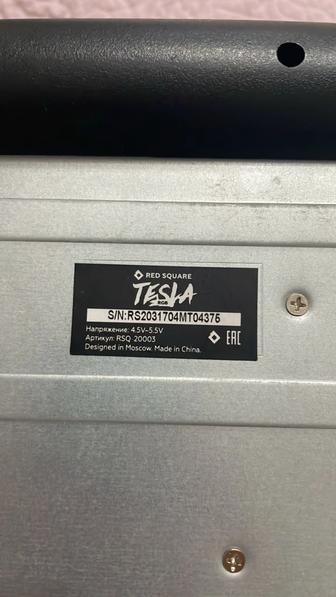 RED SQUARE
TESLA
RGB
S/N:RS2031704MT04375
Напряжение: 4.5V–5.5V
Артикул: RSQ 20003
Designed in Moscow. Made in China.
EAC